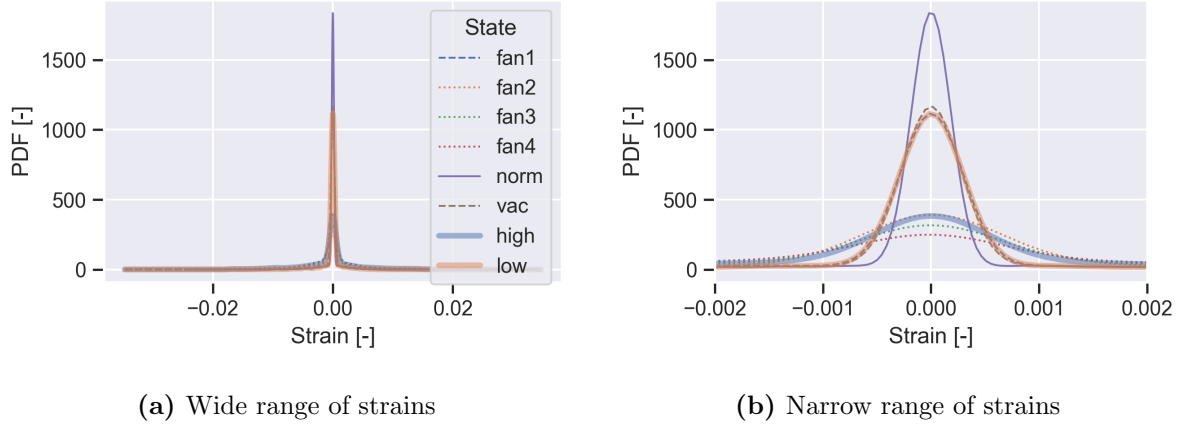 1500
1000
500
0
PDF [-]
−0.02
0.00
0.02
Strain [-]
State
fan1
fan2
fan3
fan4
norm
vac
high
low
(a) Wide range of strains
1500
1000
500
0
PDF [-]
−0.002
−0.001
0.000
0.001
0.002
Strain [-]
(b) Narrow range of strains